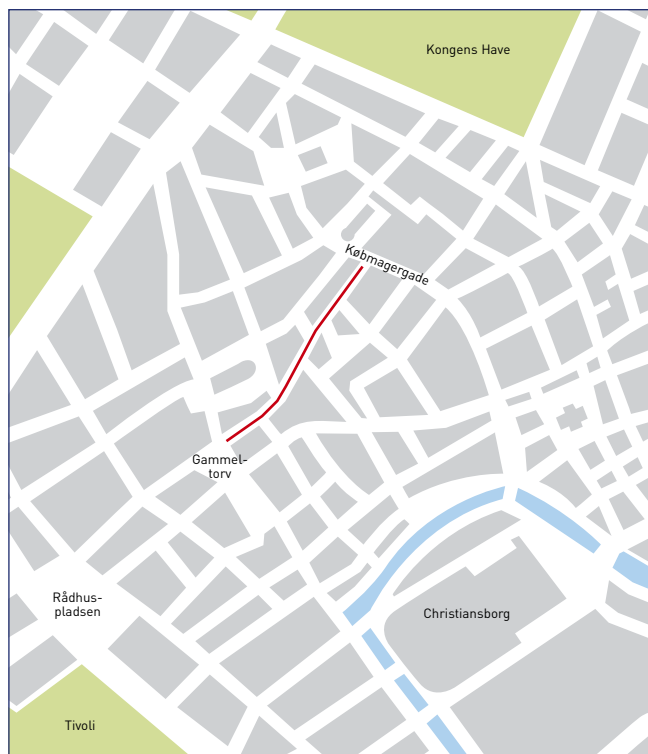 Kongens Have
Købmagergade
Gammel-
torv
Rådhus-
pladsen
Christiansborg
Tivoli